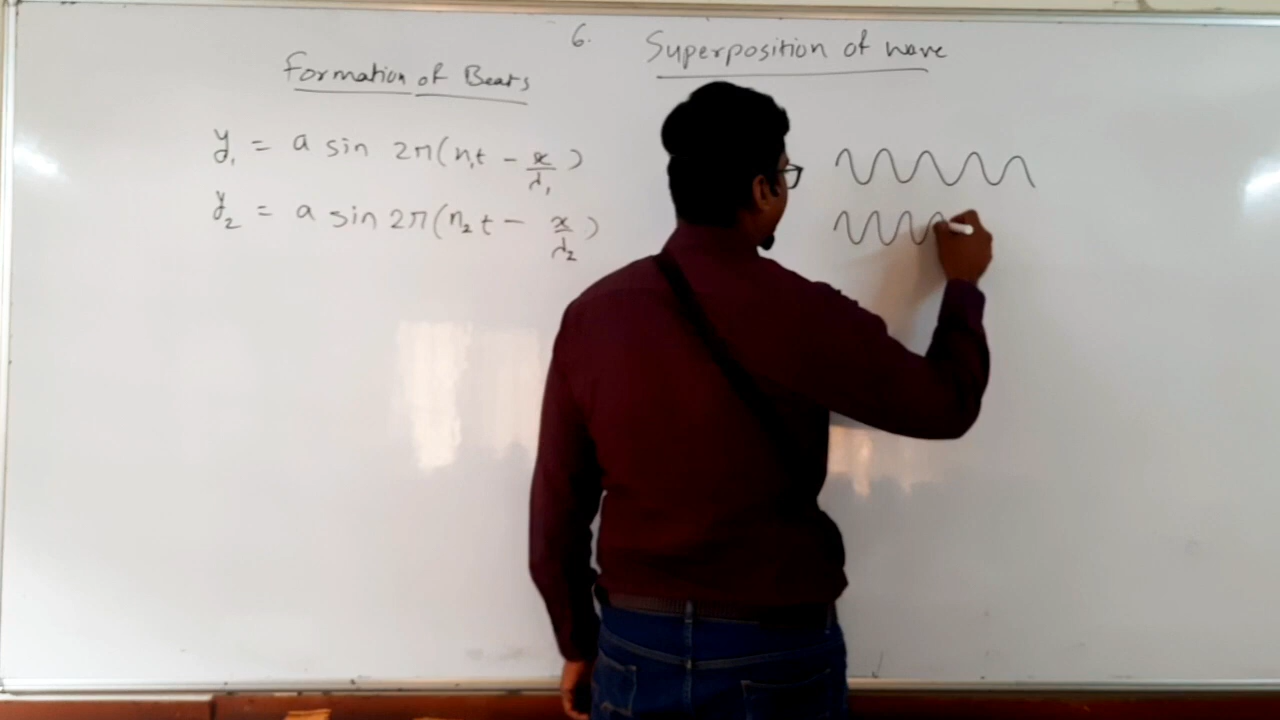 6. Superposition of wave
Formation of Beats
y₁ = a sin 2π(n₁t - x/λ₁)
y₂ = a sin 2π(n₂t - x/λ₂)